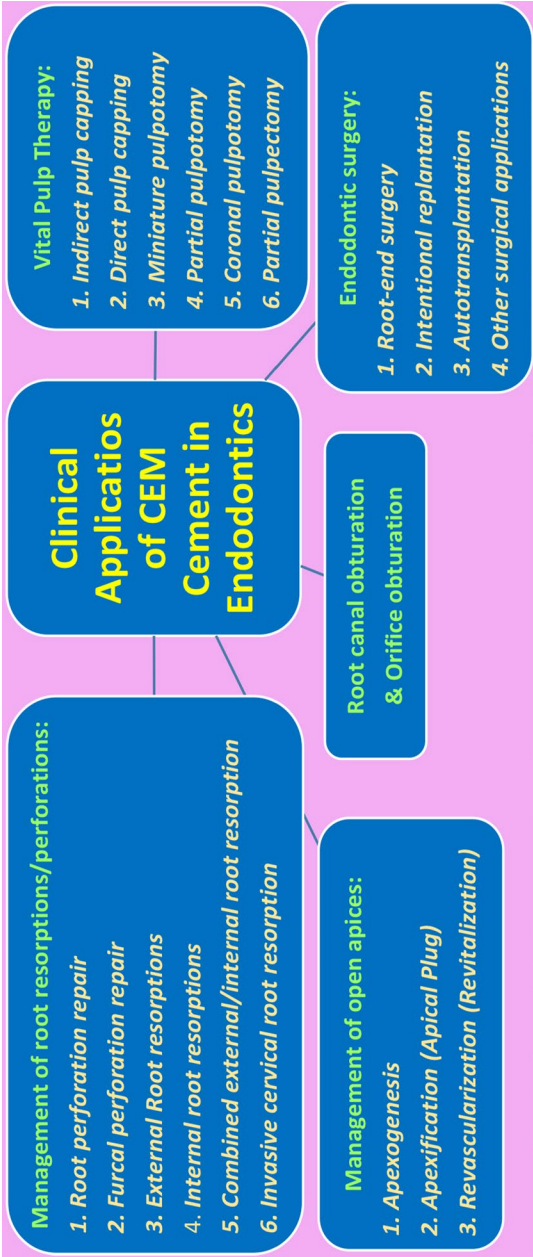 Clinical
Applicatios
of CEM
Cement in
Endodontics
Management of root resorptions/perforations:
1. Root perforation repair
2. Furcal perforation repair
3. External Root resorptions
4. Internal root resorptions
5. Combined external/internal root resorption
6. Invasive cervical root resorption
Vital Pulp Therapy:
1. Indirect pulp capping
2. Direct pulp capping
3. Miniature pulpotomy
4. Partial pulpotomy
5. Coronal pulpotomy
6. Partial pulpectomy
Management of open apices:
1. Apexogenesis
2. Apexification (Apical Plug)
3. Revascularization (Revitalization)
Root canal obturation
& Orifice obturation
Endodontic surgery:
1. Root-end surgery
2. Intentional replantation
3. Autotransplantation
4. Other surgical applications